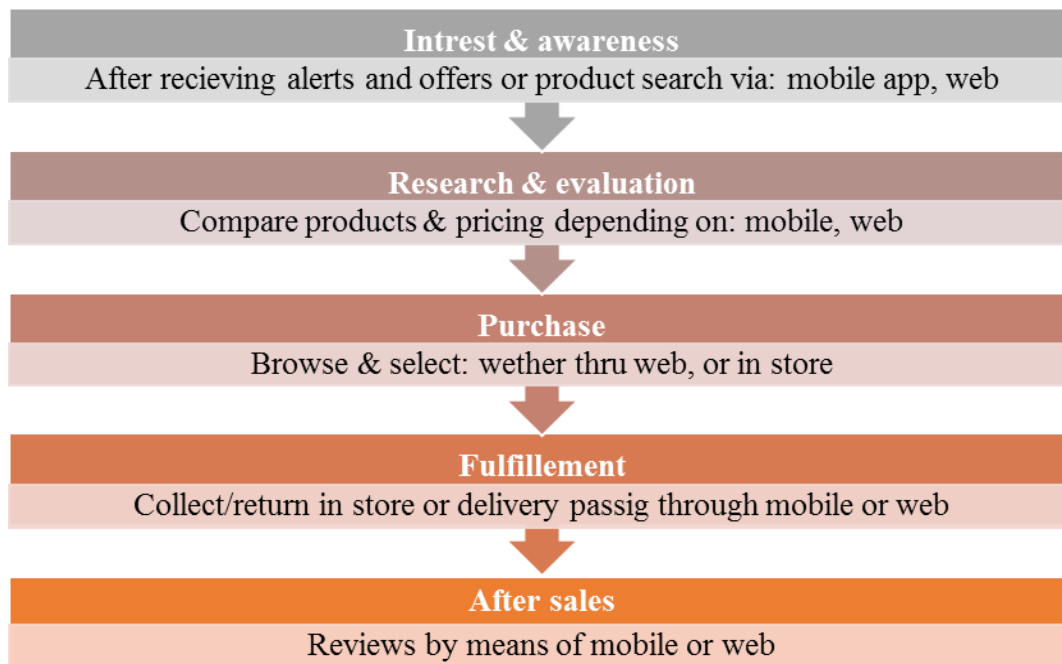 Intrest & awareness
After recieving alerts and offers or product search via: mobile app, web
Research & evaluation
Compare products & pricing depending on: mobile, web
Purchase
Browse & select: wether thru web, or in store
Fulfillement
Collect/return in store or delivery passig through mobile or web
After sales
Reviews by means of mobile or web